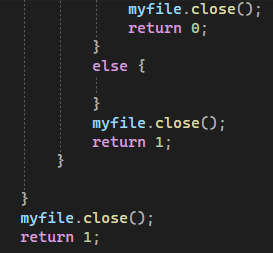 myfile.close();
return 0;
}
else {
}
myfile.close();
return 1;
}
}
myfile.close();
return 1;